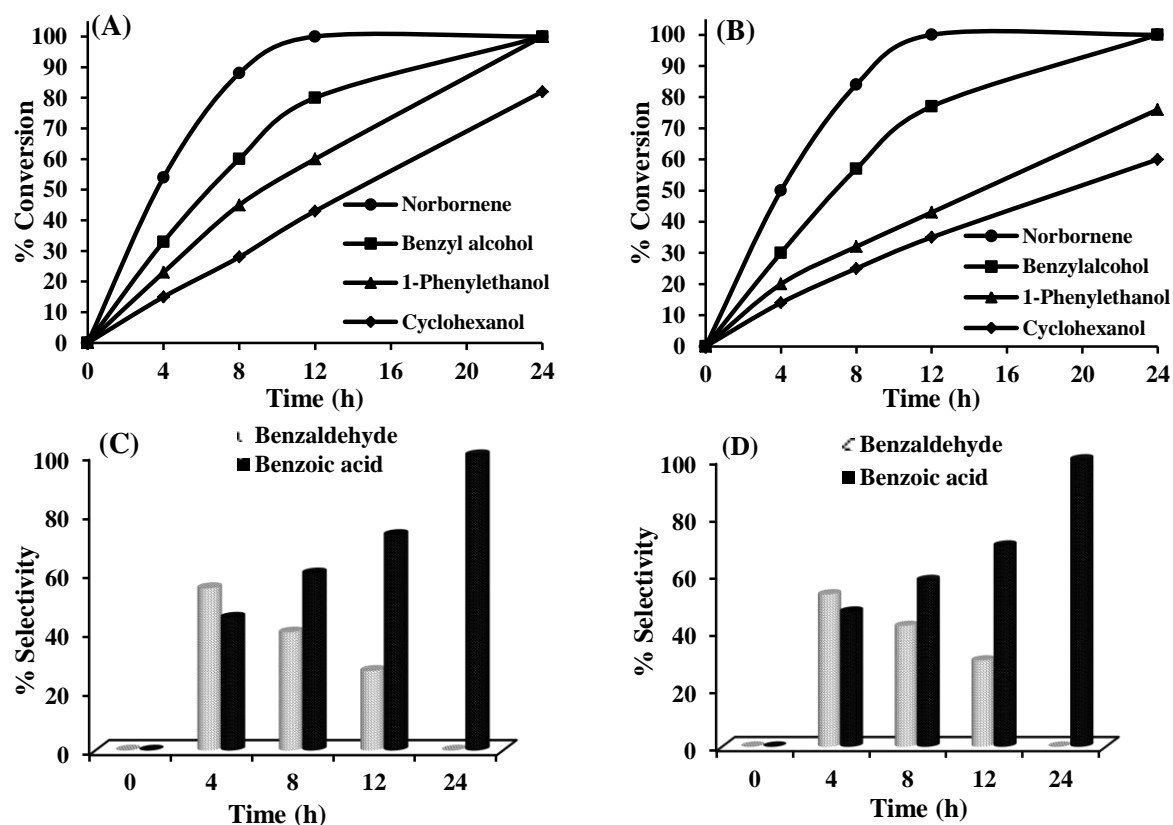 (A)
100
90
80
70
60
50
40
30
20
10
0
% Conversion
Norbornene
Benzyl alcohol
1-Phenylethanol
Cyclohexanol
0 4 8 12 16 20 24
Time (h)
(B)
100
90
80
70
60
50
40
30
20
10
0
% Conversion
Norbornene
Benzylalcohol
1-Phenylethanol
Cyclohexanol
0 4 8 12 16 20 24
Time (h)
(C)
Benzaldehyde
Benzoic acid
100
80
60
40
20
0
% Selectivity
0 4 8 12 24
Time (h)
(D)
Benzaldehyde
Benzoic acid
100
80
60
40
20
0
% Selectivity
0 4 8 12 24
Time (h)